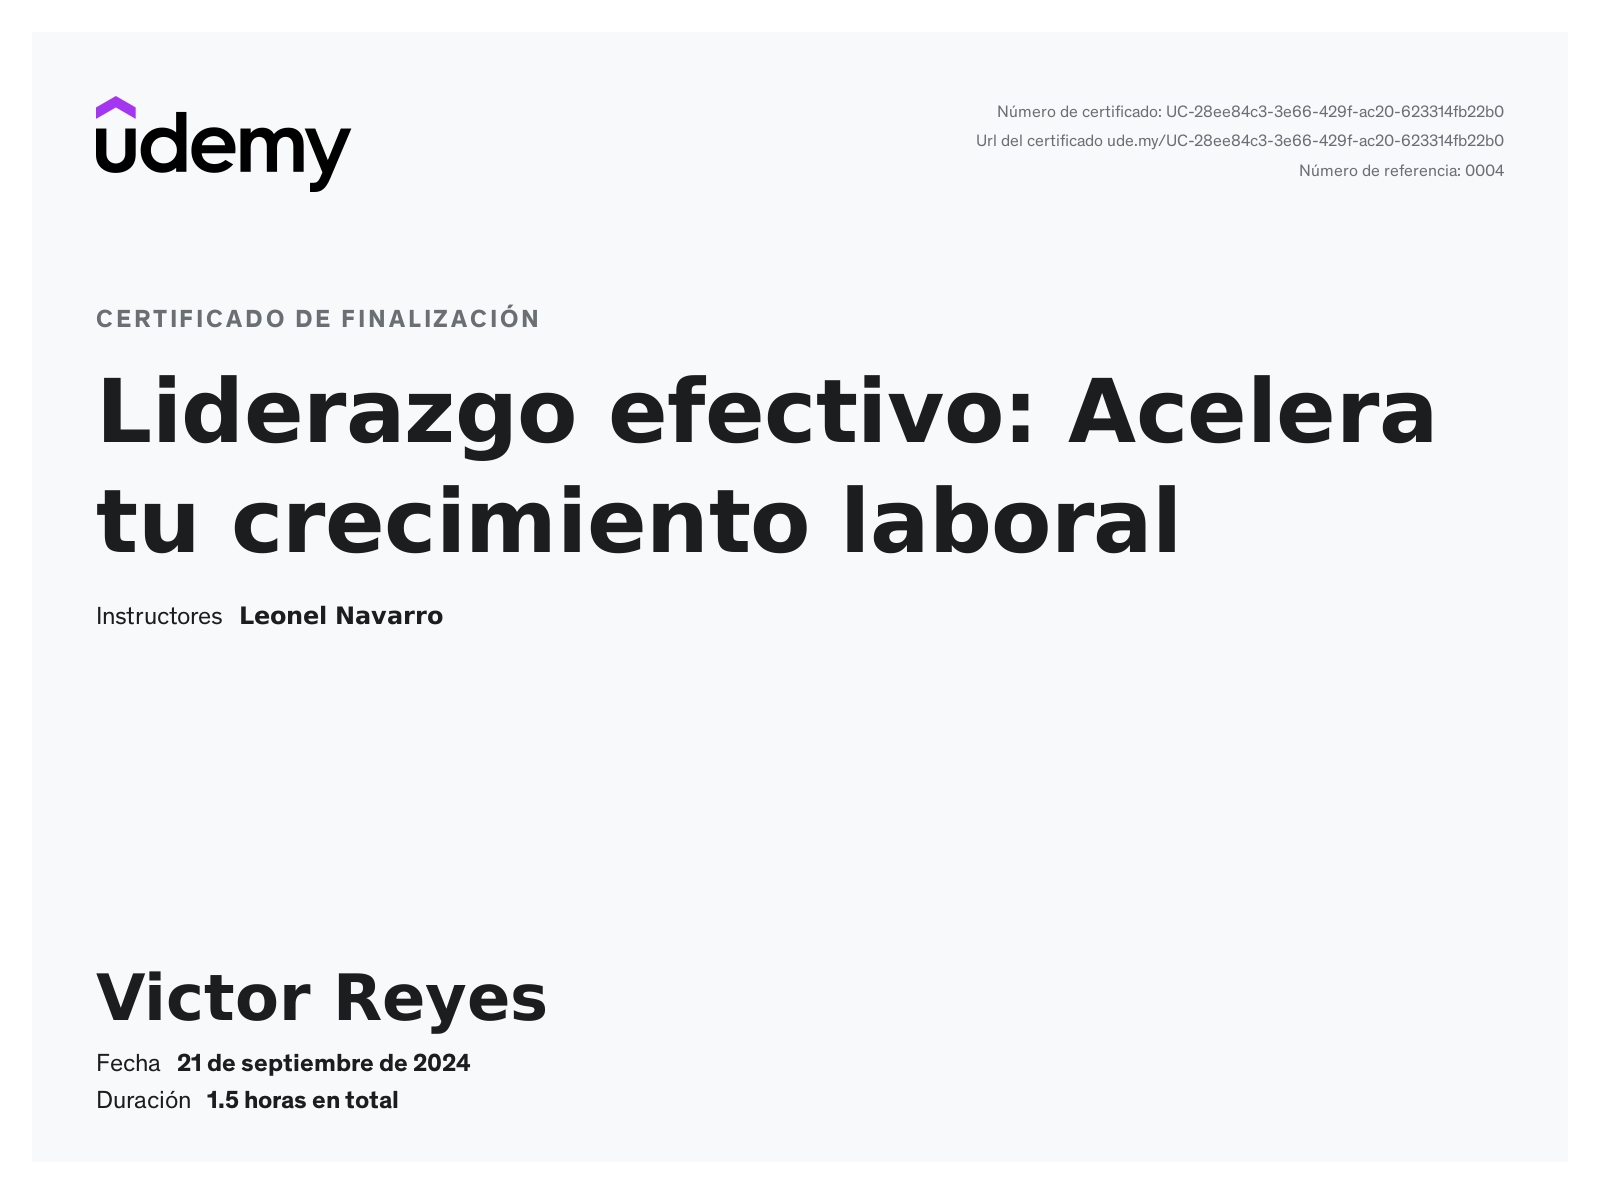 udemy
Número de certificado: UC-28ee84c3-3e66-429f-ac20-623314fb22b0
Url del certificado ude.my/UC-28ee84c3-3e66-429f-ac20-623314fb22b0
Número de referencia: 0004
CERTIFICADO DE FINALIZACIÓN
Liderazgo efectivo: Acelera
tu crecimiento laboral
Instructores Leonel Navarro
Victor Reyes
Fecha 21 de septiembre de 2024
Duración 1.5 horas en total